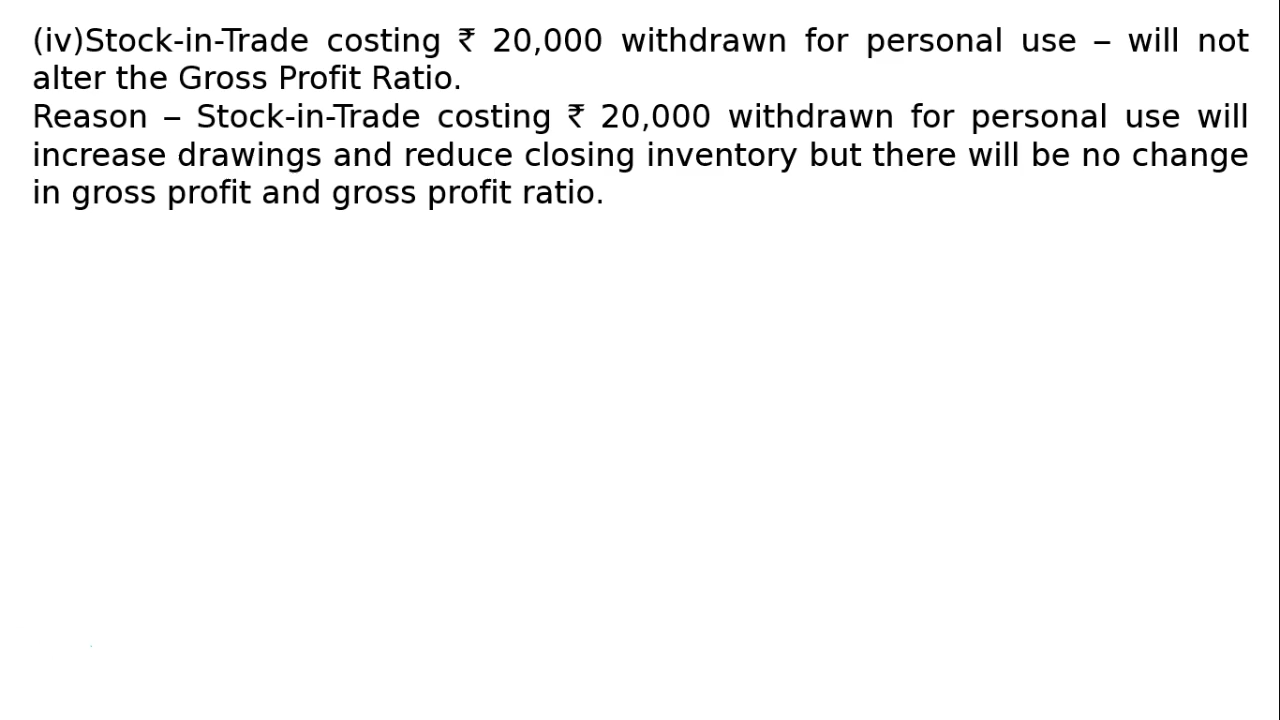 (iv)Stock-in-Trade costing ₹ 20,000 withdrawn for personal use – will not
alter the Gross Profit Ratio.
Reason – Stock-in-Trade costing ₹ 20,000 withdrawn for personal use will
increase drawings and reduce closing inventory but there will be no change
in gross profit and gross profit ratio.